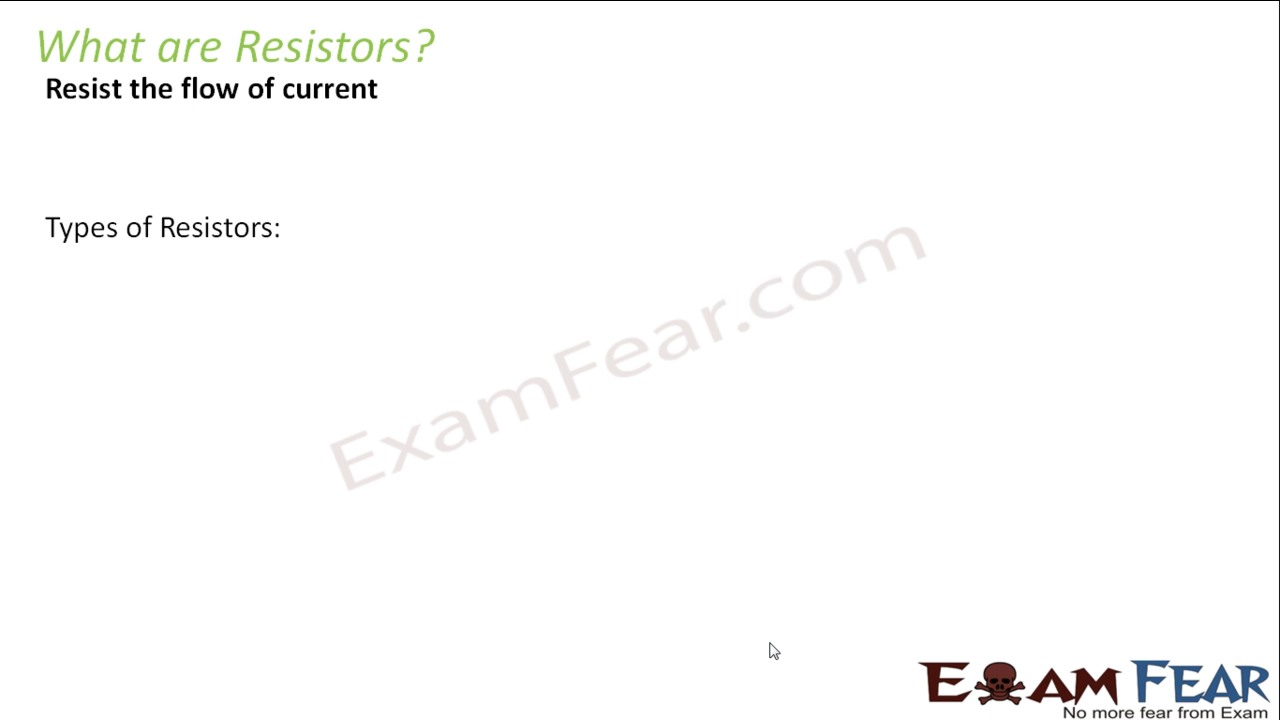 What are Resistors?
Resist the flow of current
Types of Resistors:
ExamFear.com
EXAM FEAR
No more fear from Exam